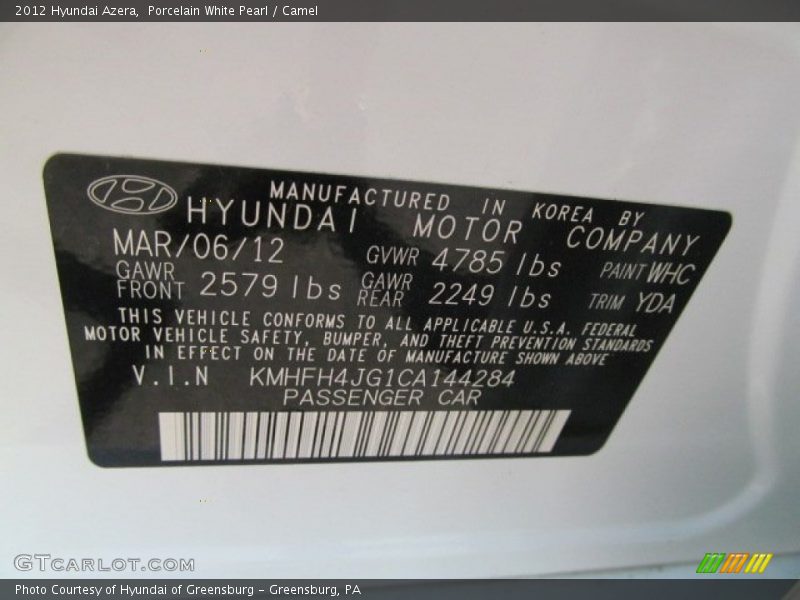 2012 Hyundai Azera, Porcelain White Pearl / Camel
MANUFACTURED IN KOREA BY
HYUNDAI MOTOR COMPANY
MAR/06/12 GVWR 4785 lbs PAINT WHC
GAWR FRONT 2579 lbs GAWR REAR 2249 lbs TRIM YDA
THIS VEHICLE CONFORMS TO ALL APPLICABLE U.S.A. FEDERAL
MOTOR VEHICLE SAFETY, BUMPER, AND THEFT PREVENTION STANDARDS
IN EFFECT ON THE DATE OF MANUFACTURE SHOWN ABOVE
V.I.N KMHFH4JG1CA144284
PASSENGER CAR
GTCARLOT.COM
Photo Courtesy of Hyundai of Greensburg - Greensburg, PA